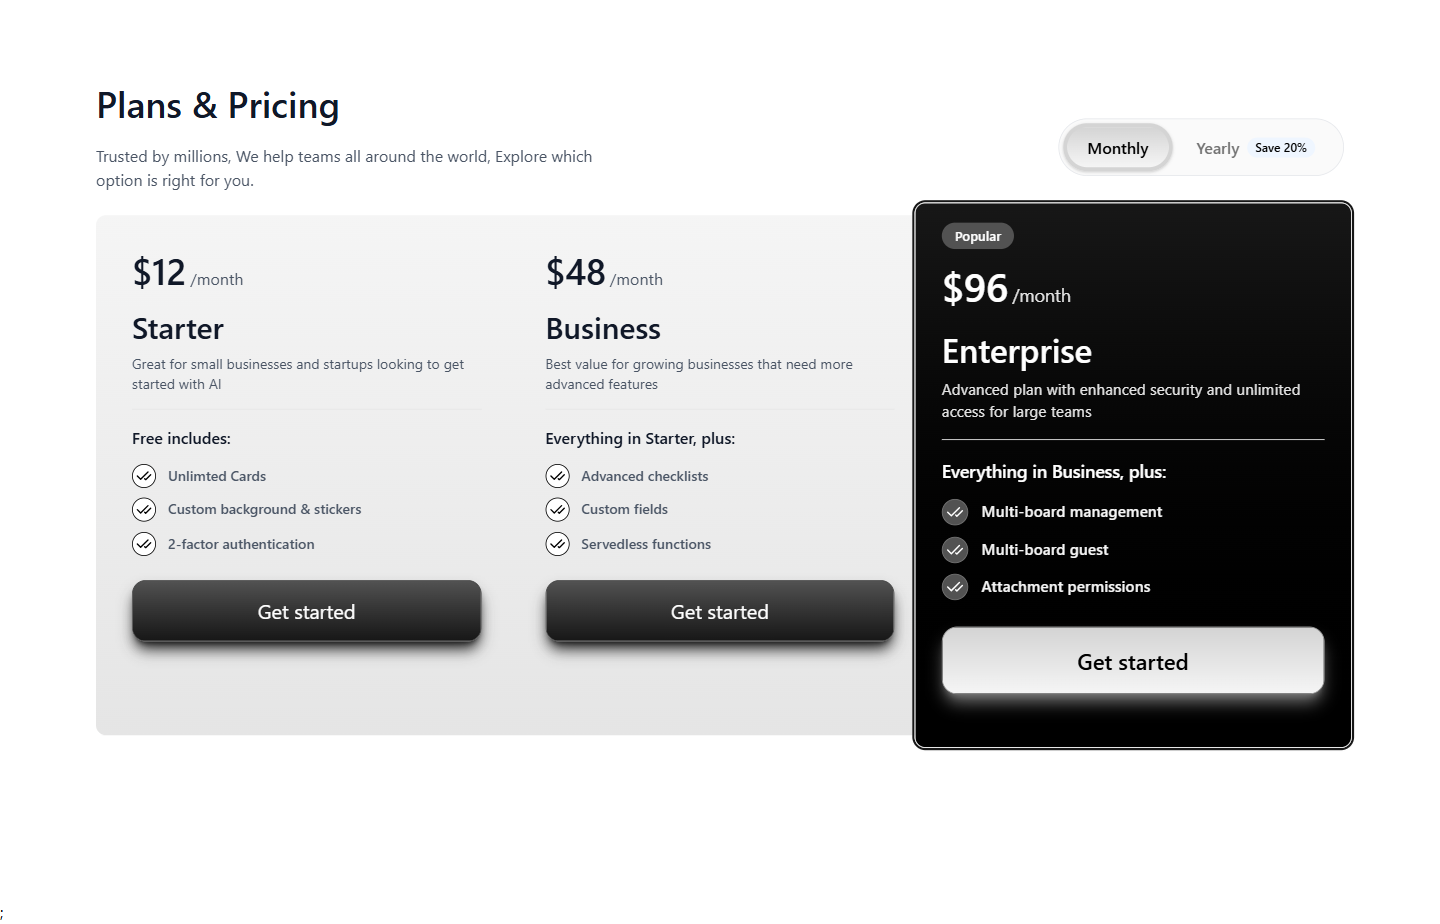 Plans & Pricing
Trusted by millions, We help teams all around the world, Explore which
option is right for you.
Monthly
Yearly Save 20%
$12 /month
Starter
Great for small businesses and startups looking to get
started with AI
Free includes:
Unlimted Cards
Custom background & stickers
2-factor authentication
Get started
$48 /month
Business
Best value for growing businesses that need more
advanced features
Everything in Starter, plus:
Advanced checklists
Custom fields
Servedless functions
Get started
Popular
$96 /month
Enterprise
Advanced plan with enhanced security and unlimited
access for large teams
Everything in Business, plus:
Multi-board management
Multi-board guest
Attachment permissions
Get started
;